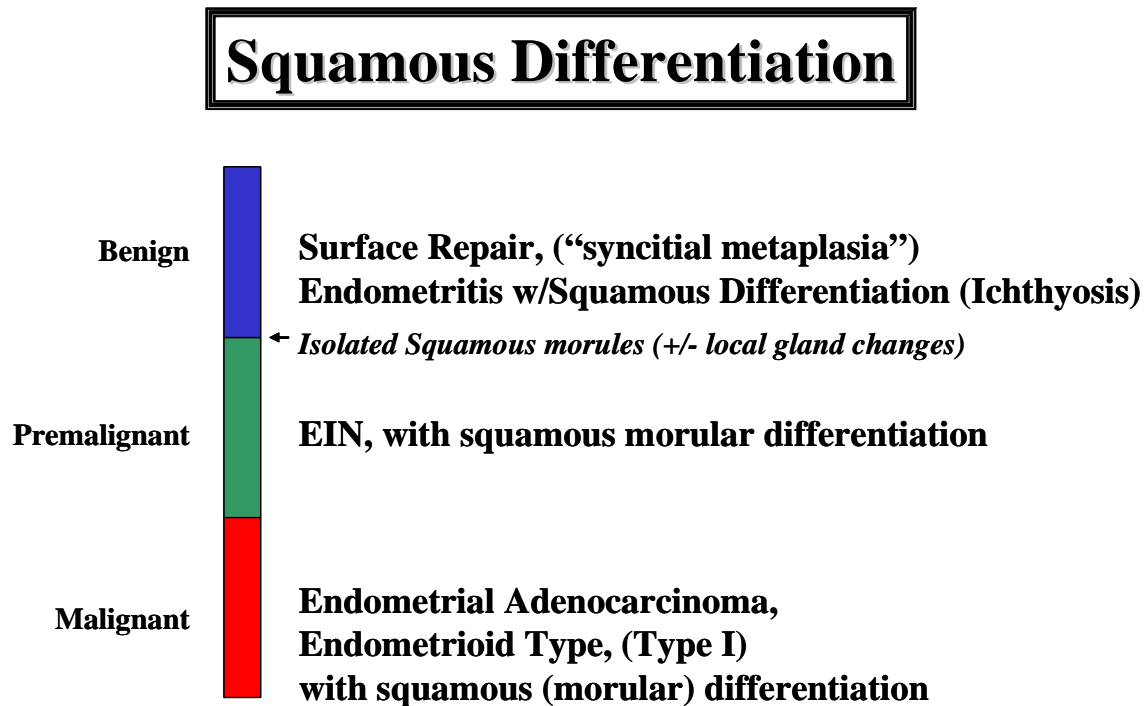 Squamous Differentiation
Benign
Surface Repair, (“syncitial metaplasia”)
Endometritis w/Squamous Differentiation (Ichthyosis)
Isolated Squamous morules (+/- local gland changes)
Premalignant
EIN, with squamous morular differentiation
Malignant
Endometrial Adenocarcinoma,
Endometrioid Type, (Type I)
with squamous (morular) differentiation